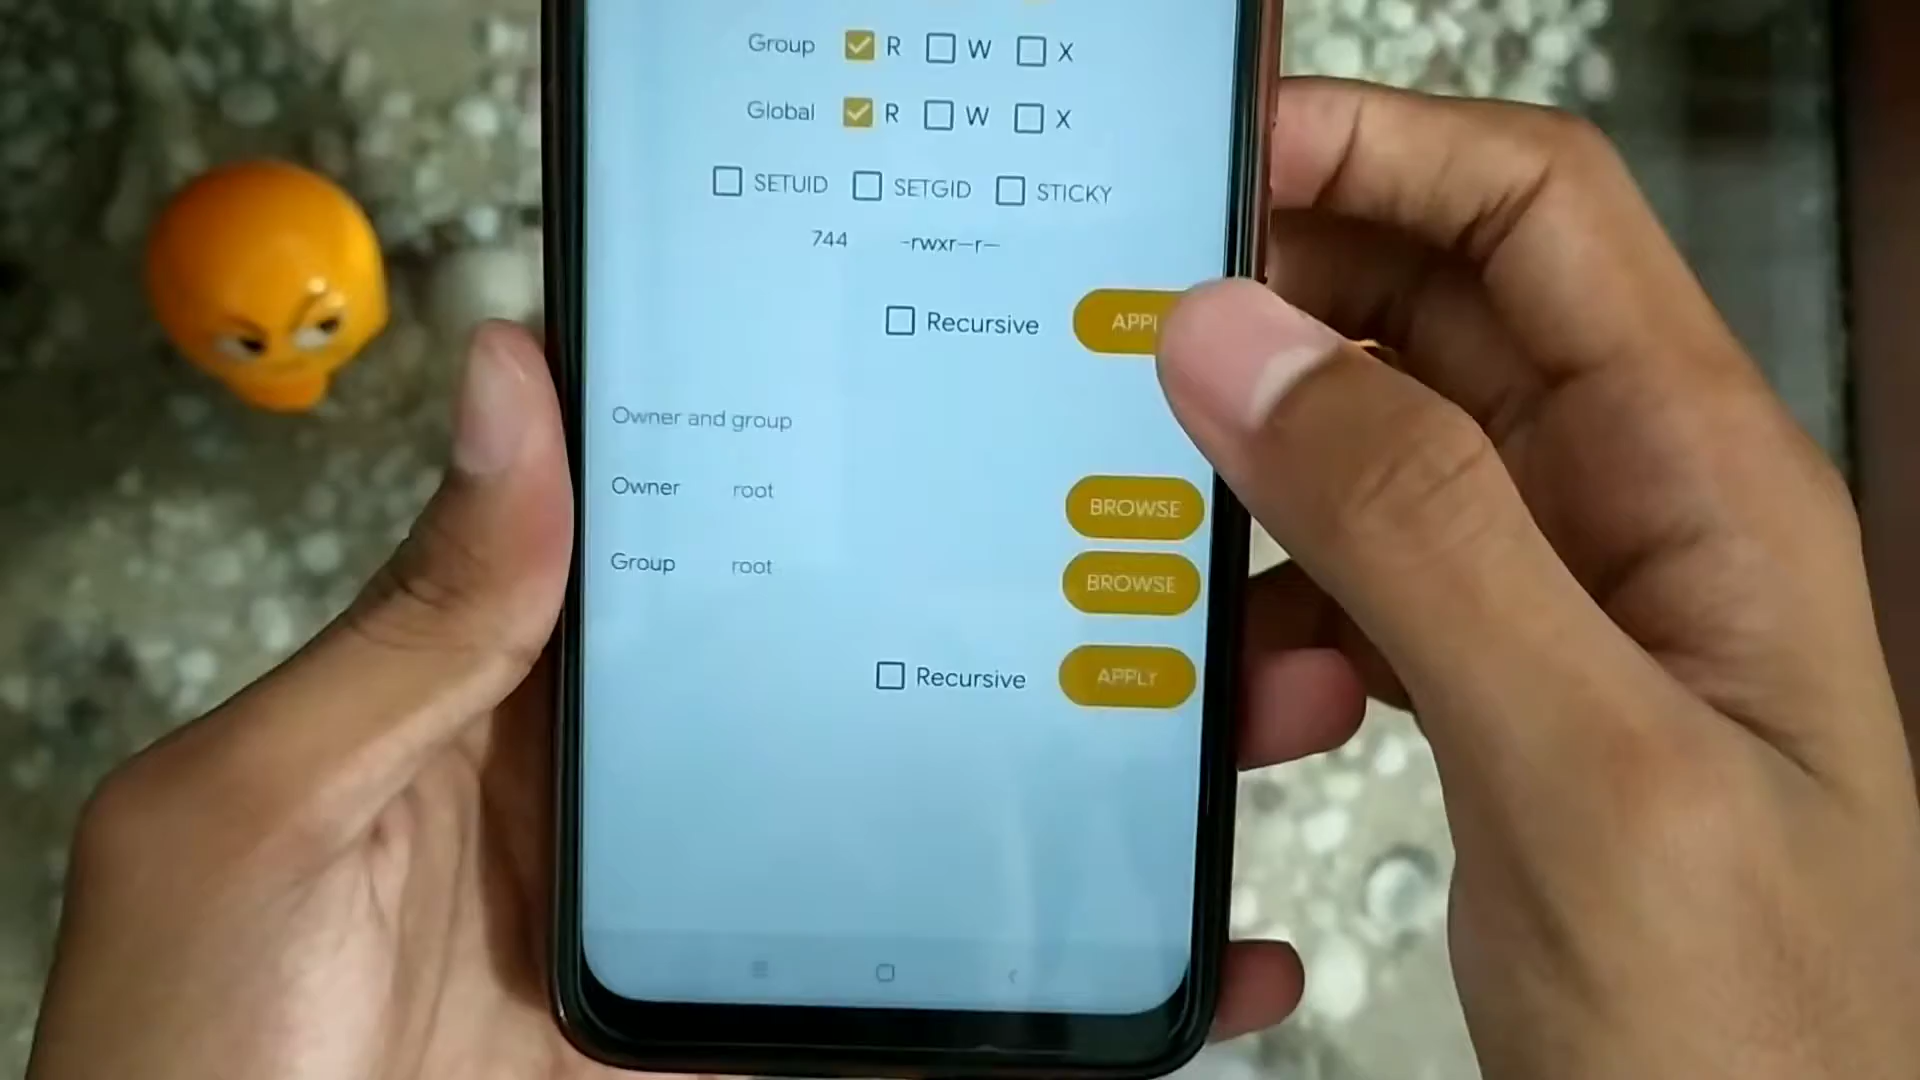 Group R W X
Global R W X
SETUID SETGID STICKY
744 -rwxr--r--
Recursive APPL
Owner and group
Owner root BROWSE
Group root BROWSE
Recursive APPLY